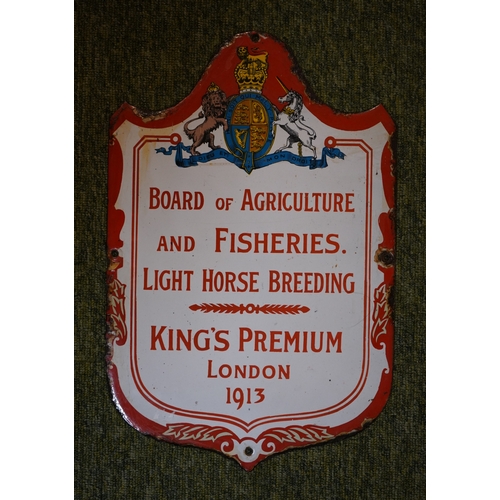 BOARD OF AGRICULTURE
AND FISHERIES.
LIGHT HORSE BREEDING
KING'S PREMIUM
LONDON
1913